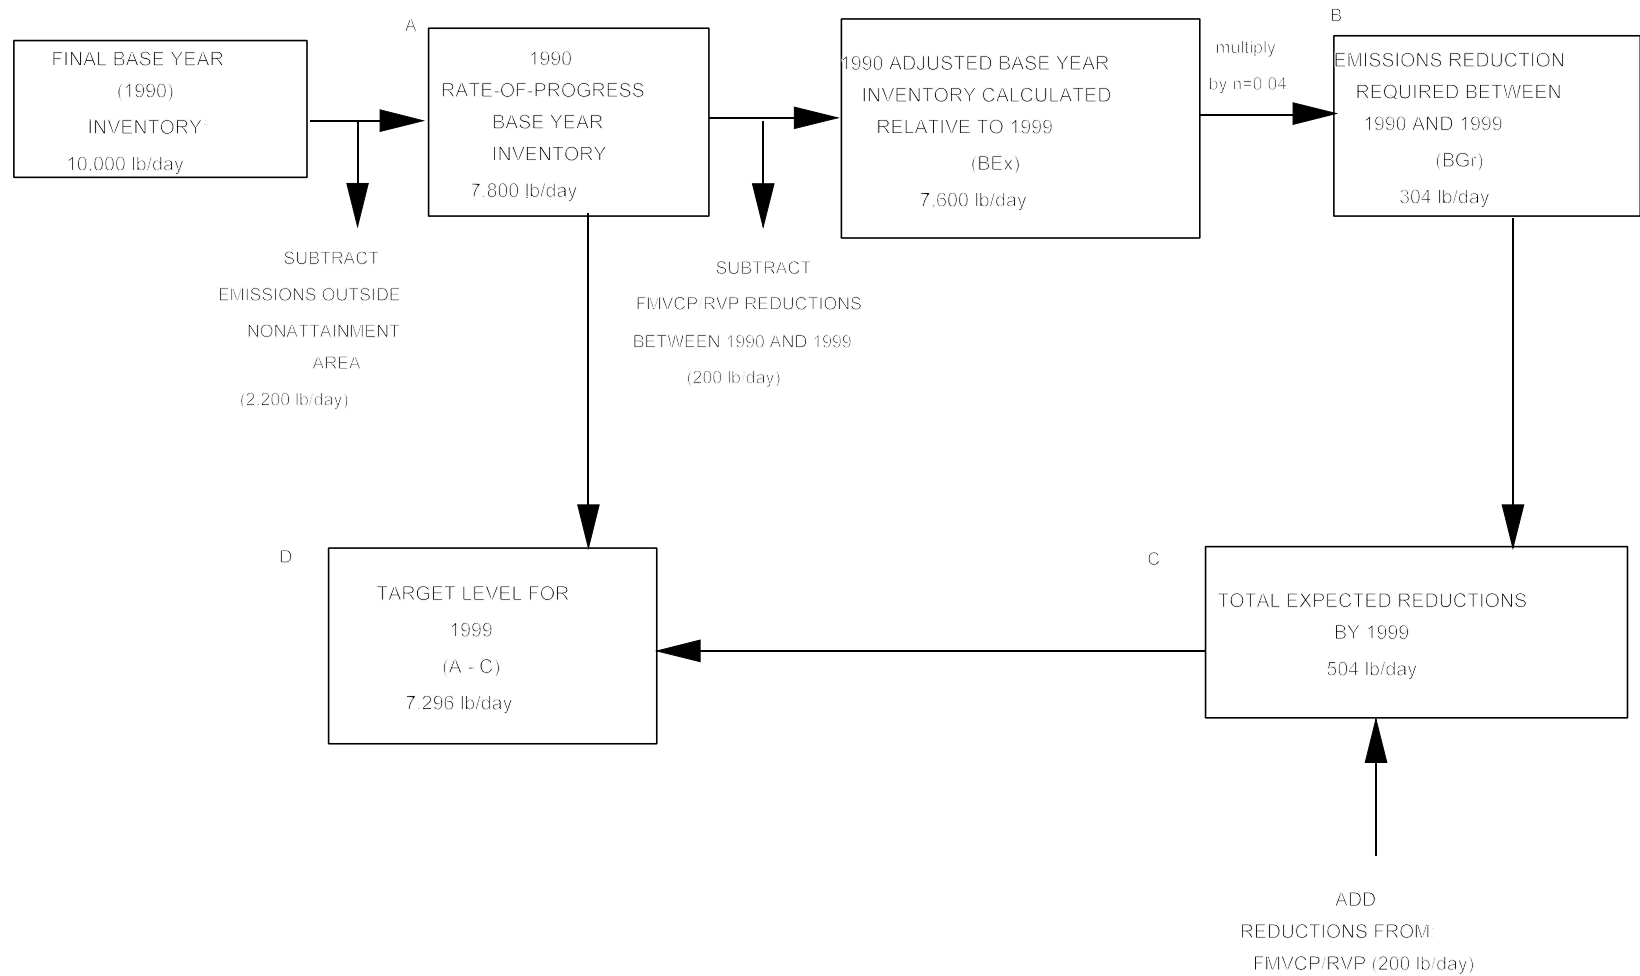 FINAL BASE YEAR
(1990)
INVENTORY*
10,000 lb/day
A
1990
RATE-OF-PROGRESS
BASE YEAR
INVENTORY
7,800 lb/day
1990 ADJUSTED BASE YEAR
INVENTORY CALCULATED
RELATIVE TO 1999
(BEx)
7,600 lb/day
multiply
by n=0.04
B
EMISSIONS REDUCTION
REQUIRED BETWEEN
1990 AND 1999
(BGr)
304 lb/day
SUBTRACT
EMISSIONS OUTSIDE
NONATTAINMENT
AREA
(2,200 lb/day)
SUBTRACT
FMVCP/RVP REDUCTIONS
BETWEEN 1990 AND 1999
(200 lb/day)
D
TARGET LEVEL FOR
1999
(A - C)
7,296 lb/day
C
TOTAL EXPECTED REDUCTIONS
BY 1999
504 lb/day
ADD
REDUCTIONS FROM:
FMVCP/RVP (200 lb/day)